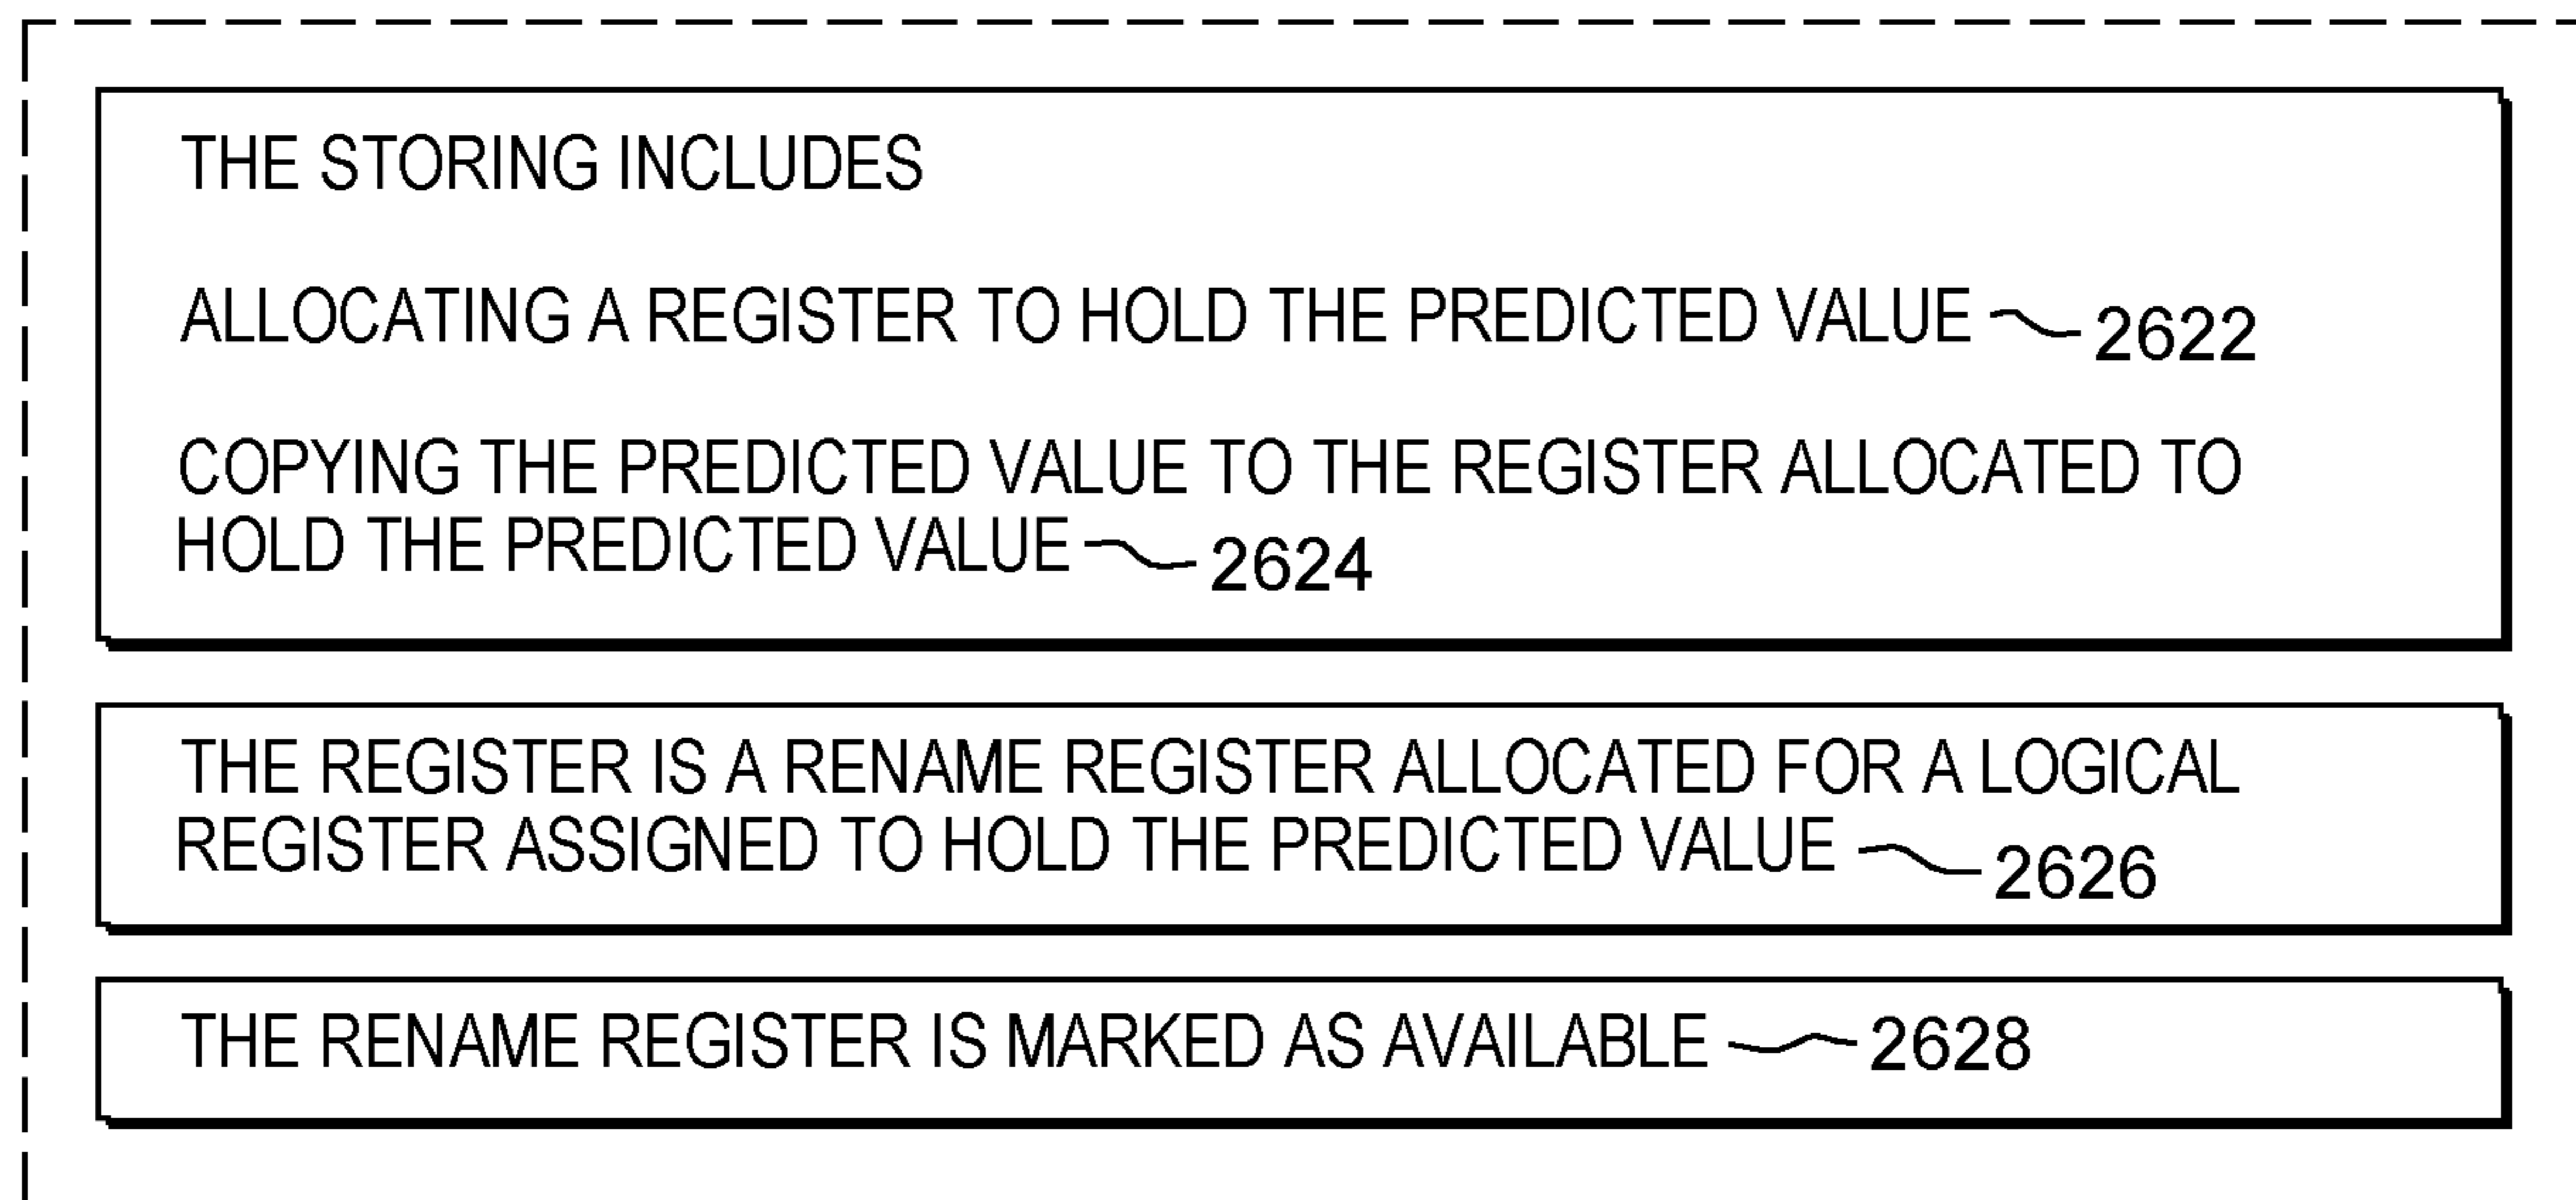 THE STORING INCLUDES
ALLOCATING A REGISTER TO HOLD THE PREDICTED VALUE 2622
COPYING THE PREDICTED VALUE TO THE REGISTER ALLOCATED TO
HOLD THE PREDICTED VALUE 2624
THE REGISTER IS A RENAME REGISTER ALLOCATED FOR A LOGICAL
REGISTER ASSIGNED TO HOLD THE PREDICTED VALUE 2626
THE RENAME REGISTER IS MARKED AS AVAILABLE 2628